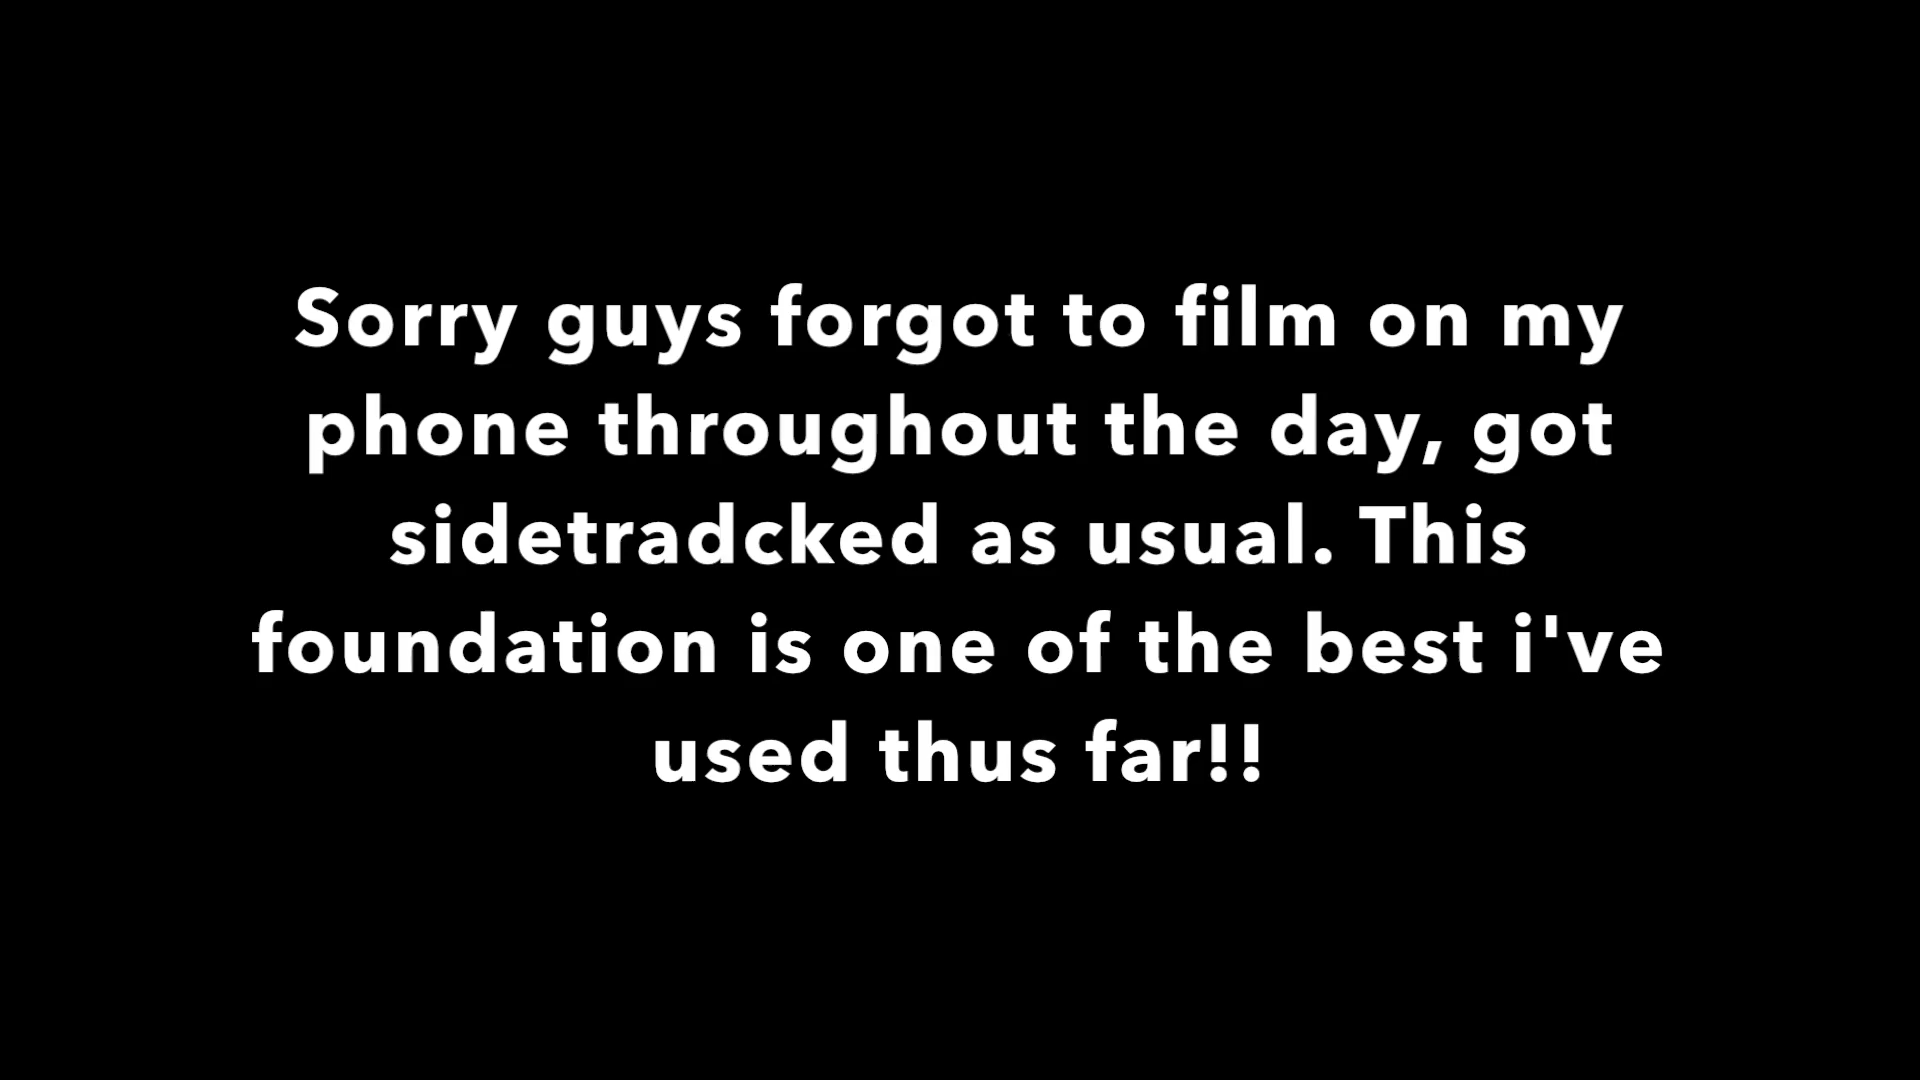 Sorry guys forgot to film on my
phone throughout the day, got
sidetradcked as usual. This
foundation is one of the best i've
used thus far!!